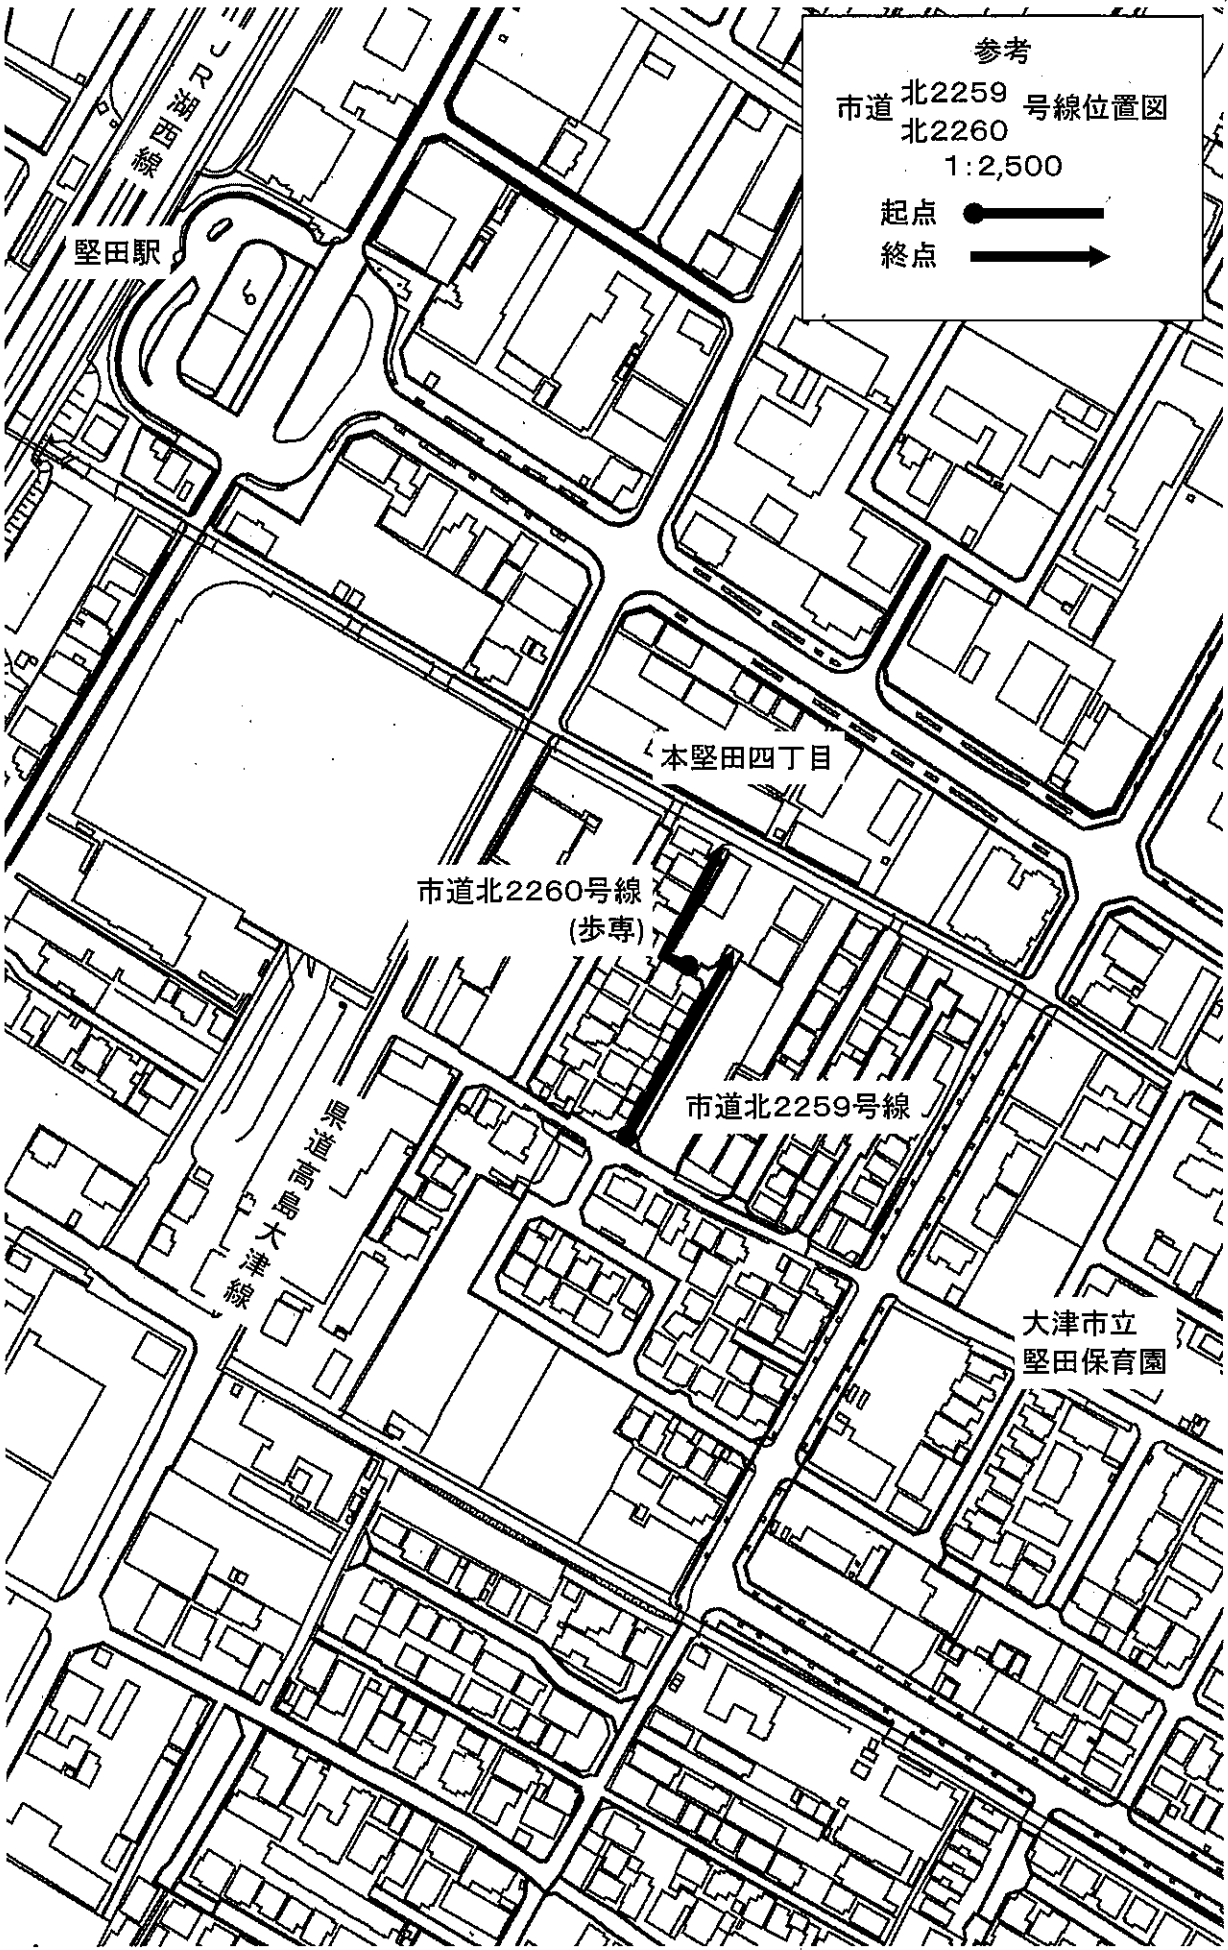 参考
市道 北2259 号線位置図
北2260
1:2,500
起点
終点
JR湖西線
堅田駅
本堅田四丁目
市道北2260号線
(歩専)
市道北2259号線
県道高島大津線
大津市立
堅田保育園